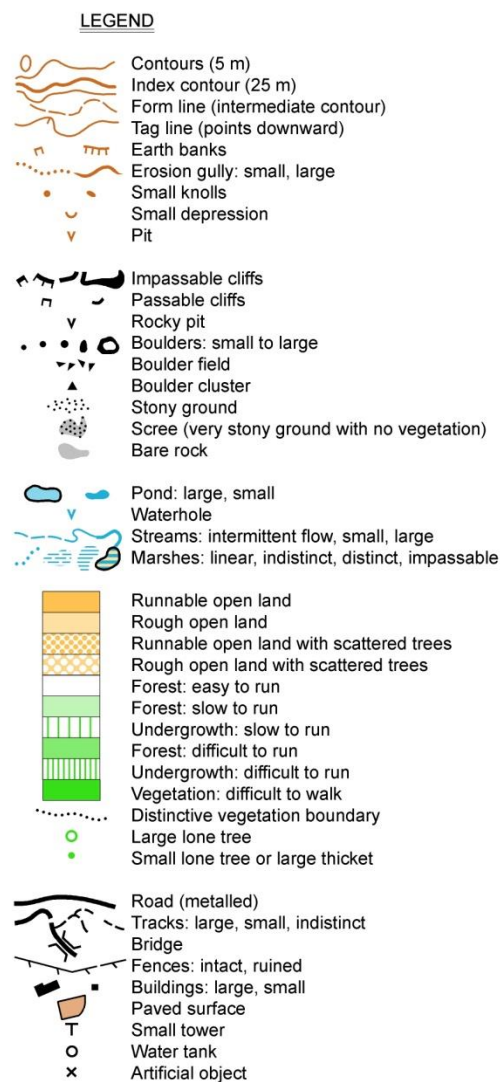 LEGEND
Contours (5 m)
Index contour (25 m)
Form line (intermediate contour)
Tag line (points downward)
Earth banks
Erosion gully: small, large
Small knolls
Small depression
Pit
Impassable cliffs
Passable cliffs
Rocky pit
Boulders: small to large
Boulder field
Boulder cluster
Stony ground
Scree (very stony ground with no vegetation)
Bare rock
Pond: large, small
Waterhole
Streams: intermittent flow, small, large
Marshes: linear, indistinct, distinct, impassable
Runnable open land
Rough open land
Runnable open land with scattered trees
Rough open land with scattered trees
Forest: easy to run
Forest: slow to run
Undergrowth: slow to run
Forest: difficult to run
Undergrowth: difficult to run
Vegetation: difficult to walk
Distinctive vegetation boundary
Large lone tree
Small lone tree or large thicket
Road (metalled)
Tracks: large, small, indistinct
Bridge
Fences: intact, ruined
Buildings: large, small
Paved surface
Small tower
Water tank
Artificial object